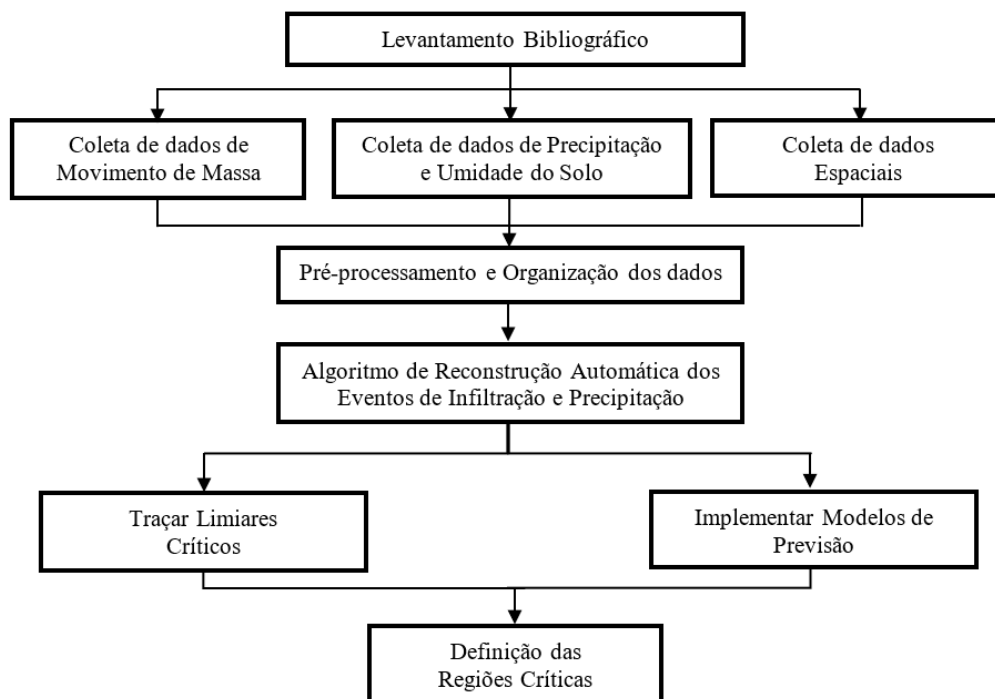 Levantamento Bibliográfico
Coleta de dados de
Movimento de Massa
Coleta de dados de Precipitação
e Umidade do Solo
Coleta de dados
Espaciais
Pré-processamento e Organização dos dados
Algoritmo de Reconstrução Automática dos
Eventos de Infiltração e Precipitação
Traçar Limiares
Críticos
Implementar Modelos de
Previsão
Definição das
Regiões Críticas